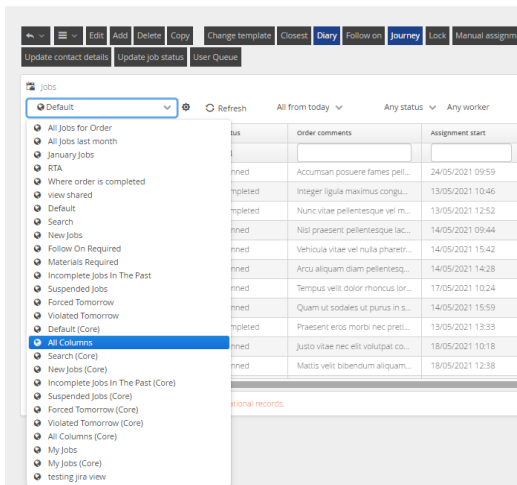 Edit Add Delete Copy Change template Closest Diary Follow on Journey Lock Manual assignm
Update contact details Update job status User Queue
Jobs
Default Refresh All from today Any status Any worker
tus Order comments Assignment start
All Jobs for Order
All Jobs last month
January Jobs
RTA nned Accumsan posuere fames pell... 24/05/2021 09:59
Where order is completed
view shared mpleted Integer ligula maximus congu... 13/05/2021 10:46
Default mpleted Nunc vitae pellentesque vel m... 13/05/2021 12:52
Search
New Jobs nned Nisl praesent pellentesque lac... 14/05/2021 09:44
Follow On Required nned Vehicula vitae vel nulla pharetr... 14/05/2021 15:42
Materials Required
Incomplete Jobs In The Past nned Arcu aliquam diam pellentesq... 14/05/2021 14:28
Suspended Jobs nned Tempus velit dolor rhoncus lor... 17/05/2021 10:24
Forced Tomorrow
Violated Tomorrow nned Quam ut sodales ut purus in s... 14/05/2021 15:59
Default (Core) mpleted Praesent eros morbi nec preti... 13/05/2021 13:33
All Columns nned Justo vitae nec elit volutpat co... 18/05/2021 10:18
Search (Core)
New Jobs (Core) nned Mattis velit bibendum aliquam... 18/05/2021 12:38
Incomplete Jobs In The Past (Core)
Suspended Jobs (Core)
Forced Tomorrow (Core) ational records.
Violated Tomorrow (Core)
All Columns (Core)
My Jobs
My Jobs (Core)
testing jira view